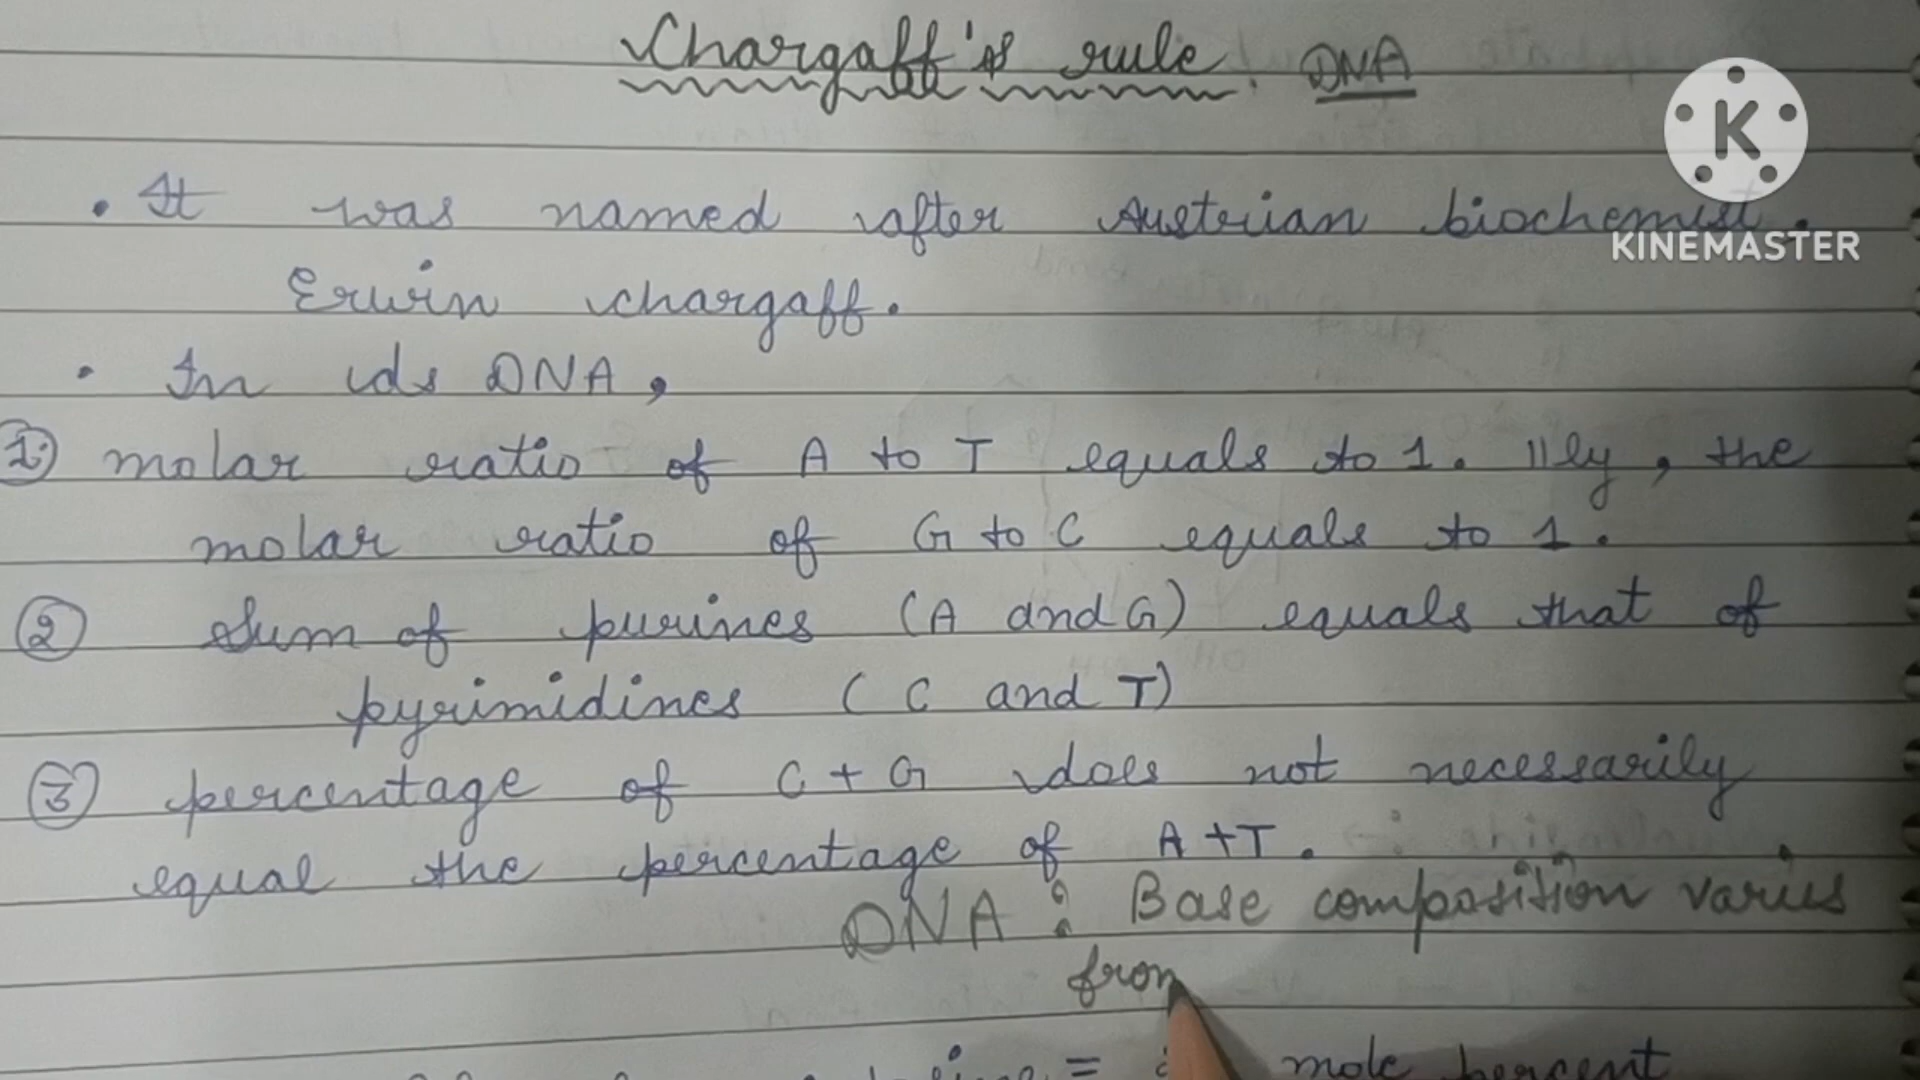 Chargaff's rule. DNA
K
KINEMASTER
• It was named after Austrian biochemist.
Erwin Chargaff.
• In ds DNA,
1. molar ratio of A to T equals to 1. lly, the
molar ratio of G to C equals to 1.
2 Sum of purines (A and G) equals that of
pyrimidines (C and T)
3 percentage of C + G does not necessarily
equal the percentage of A+T.
DNA : Base composition varies
from
= mole percent